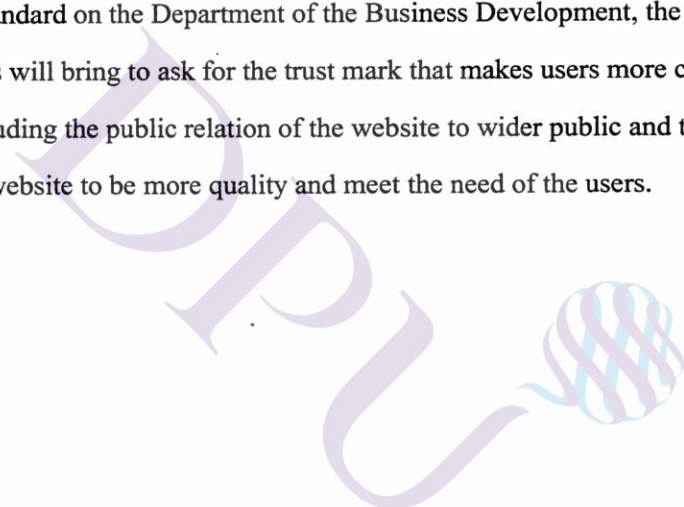 ndard on the Department of the Business Development, the
s will bring to ask for the trust mark that makes users more c
uding the public relation of the website to wider public and t
vebsite to be more quality and meet the need of the users.
DPU